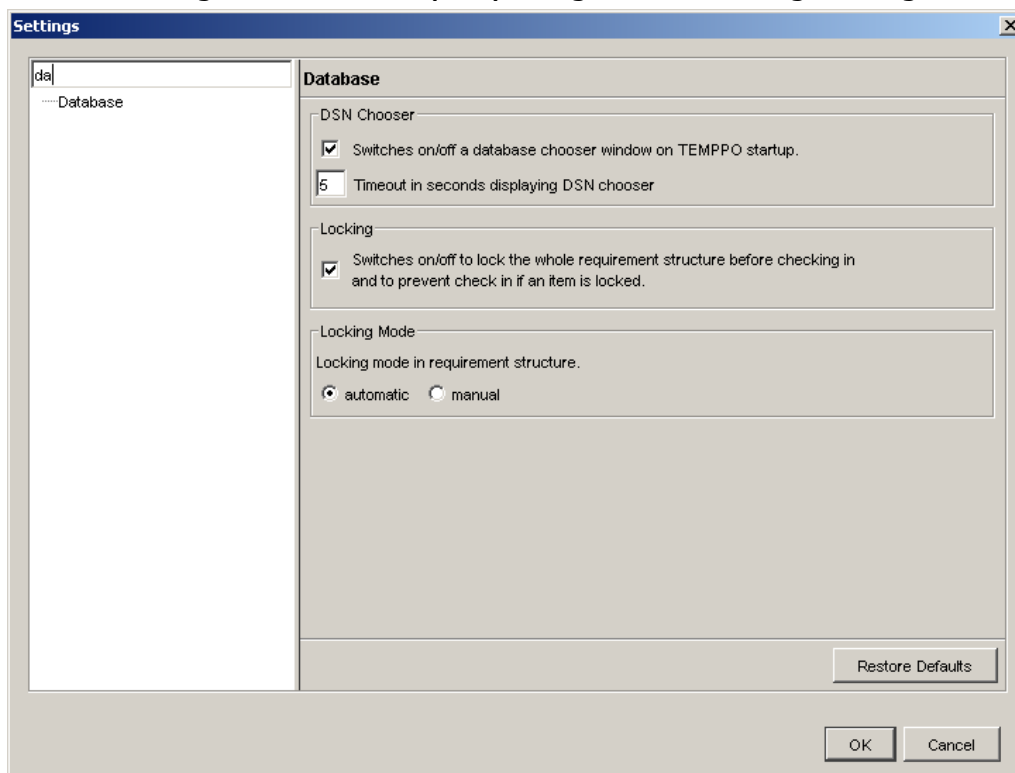 Settings
da
Database
Database
DSN Chooser
Switches on/off a database chooser window on TEMPPO startup.
5 Timeout in seconds displaying DSN chooser
Locking
Switches on/off to lock the whole requirement structure before checking in
and to prevent check in if an item is locked.
Locking Mode
Locking mode in requirement structure.
automatic manual
Restore Defaults
OK Cancel